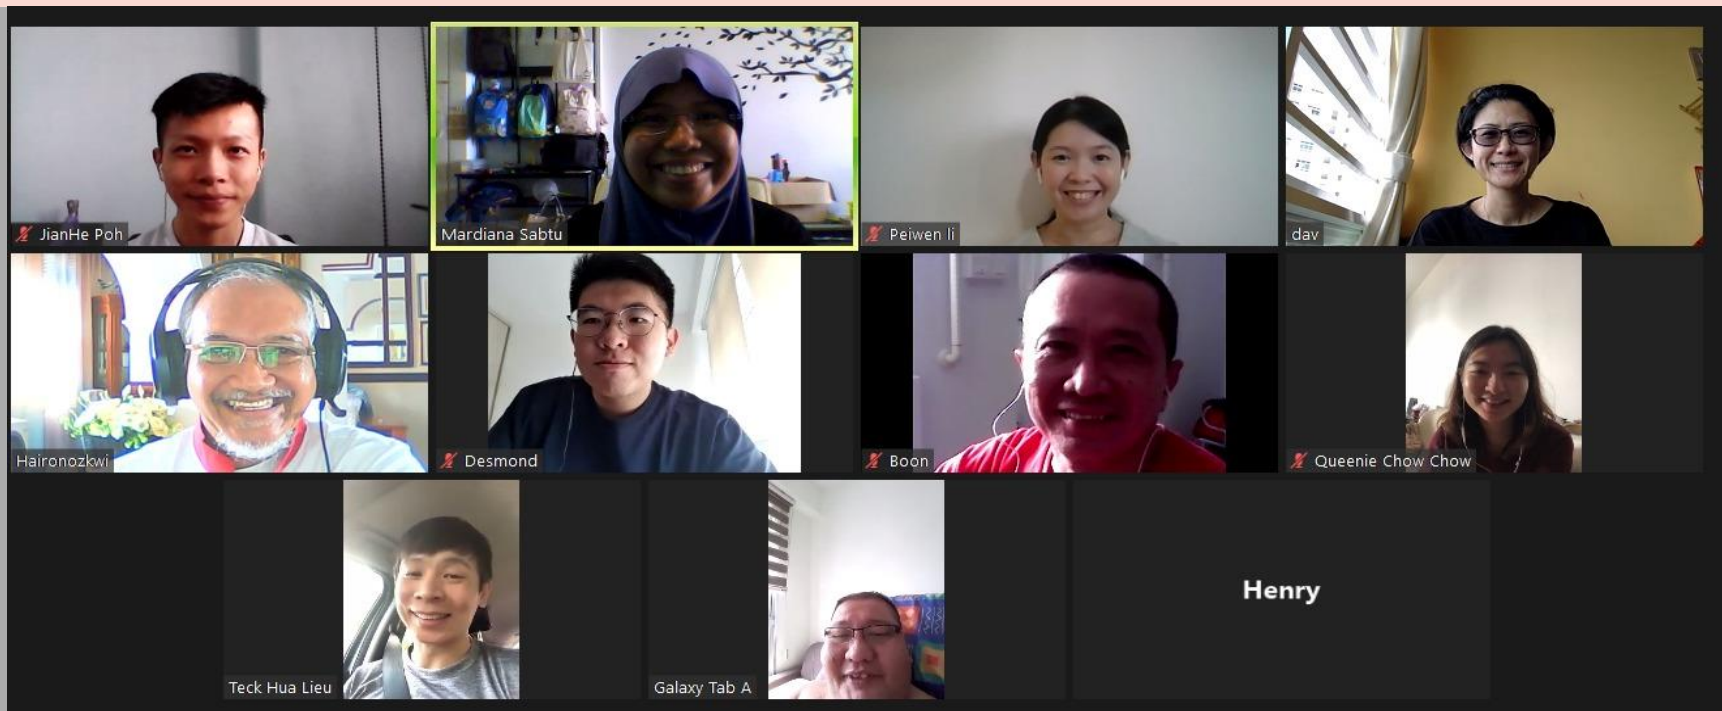 JianHe Poh
Mardiana Sabtu
Peiwen li
dav
Haironozkwi
Desmond
Boon
Queenie Chow Chow
Teck Hua Lieu
Galaxy Tab A
Henry